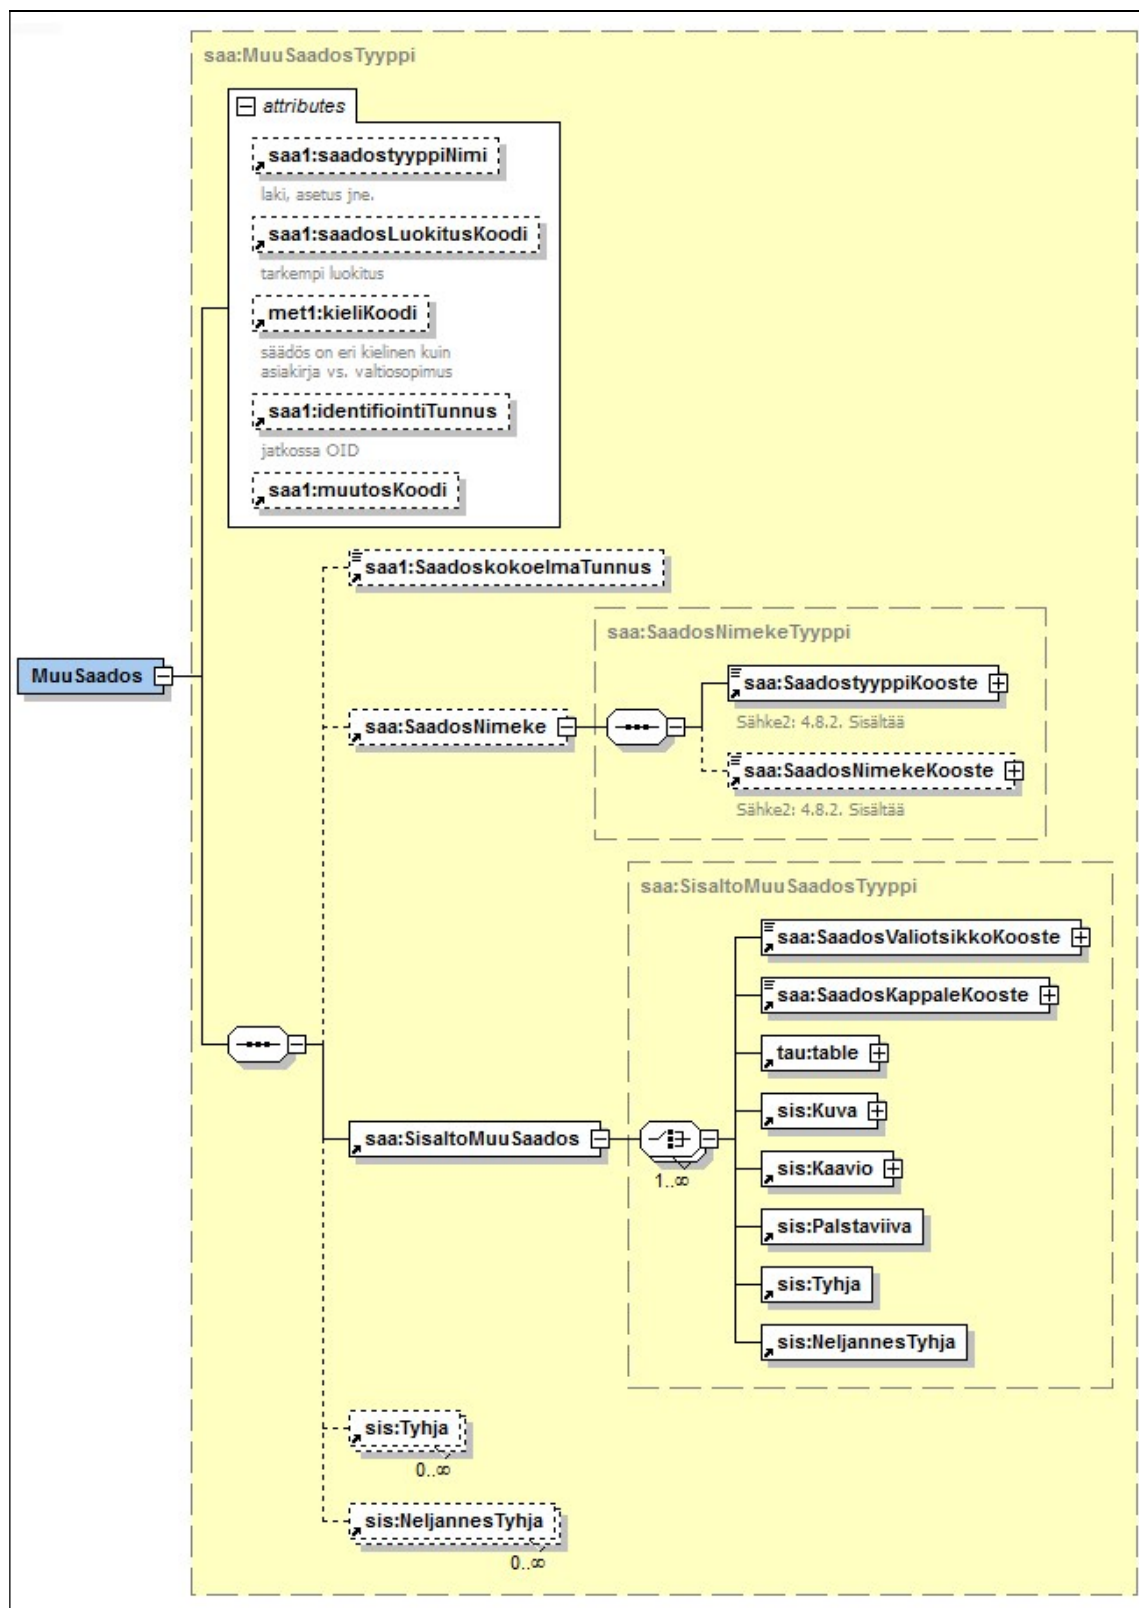 saa:MuuSaadosTyyppi
attributes
saa1:saadostyyppiNimi
laki, asetus jne.
saa1:saadosLuokitusKoodi
tarkempi luokitus
met1:kieliKoodi
säädös on eri kielinen kuin
asiakirja vs. valtiosopimus
saa1:identifiointiTunnus
jatkossa OID
saa1:muutosKoodi
saa1:SaadoskokoelmaTunnus
saa:SaadosNimekeTyyppi
MuuSaados
saa:SaadostyyppiKooste
Sähke2: 4.8.2. Sisältää
saa:SaadosNimeke
saa:SaadosNimekeKooste
Sähke2: 4.8.2. Sisältää
saa:SisaltoMuuSaadosTyyppi
saa:SaadosValiotsikkoKooste
saa:SaadosKappaleKooste
tau:table
sis:Kuva
saa:SisaltoMuuSaados
1..∞
sis:Kaavio
sis:Palstaviiva
sis:Tyhja
sis:NeljannesTyhja
sis:Tyhja
0..∞
sis:NeljannesTyhja
0..∞